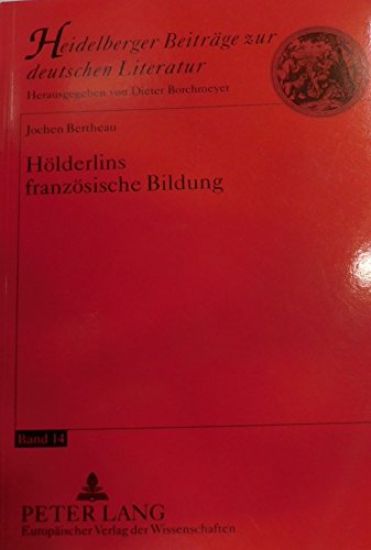 Heidelberger Beiträge zur
deutschen Literatur
Herausgegeben von Dieter Borchmeyer
Jochen Bertheau
Hölderlins
französische Bildung
Band 14
PETER LANG
Europäischer Verlag der Wissenschaften